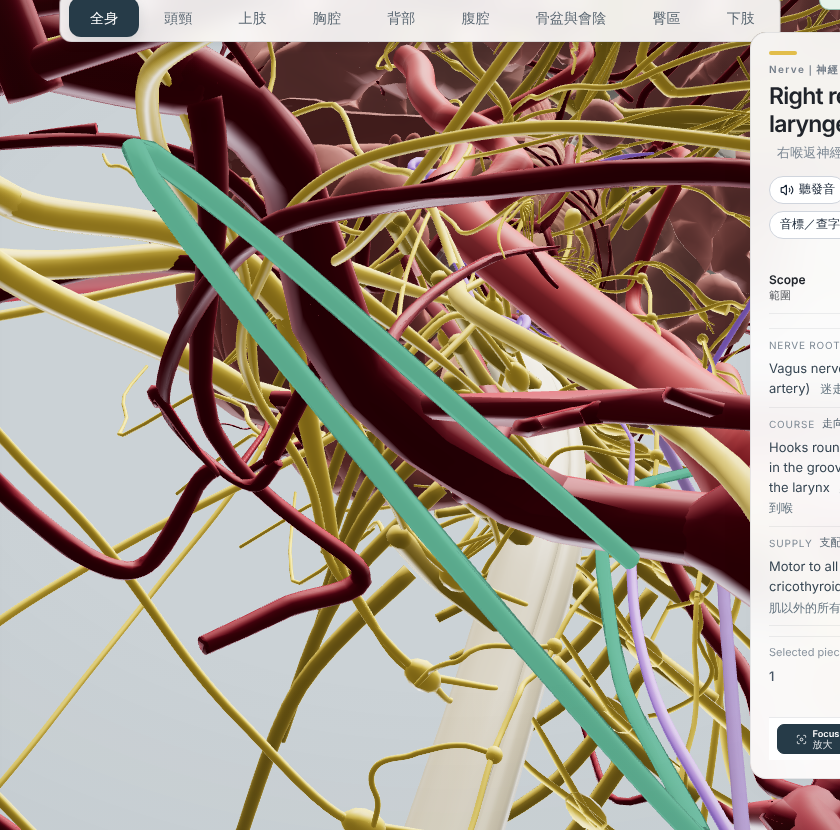 全身 頭頸 上肢 胸腔 背部 腹腔 骨盆與會陰 臀區 下肢
Nerve | 神經
Right re
larynge
右喉返神經
聽發音
音標／查字
Scope
範圍
NERVE ROOT
Vagus nerve
artery) 迷走
COURSE 走向
Hooks roun
in the groov
the larynx
到喉
SUPPLY 支配
Motor to all
cricothyroid
肌以外的所有
Selected piec
1
Focus
放大